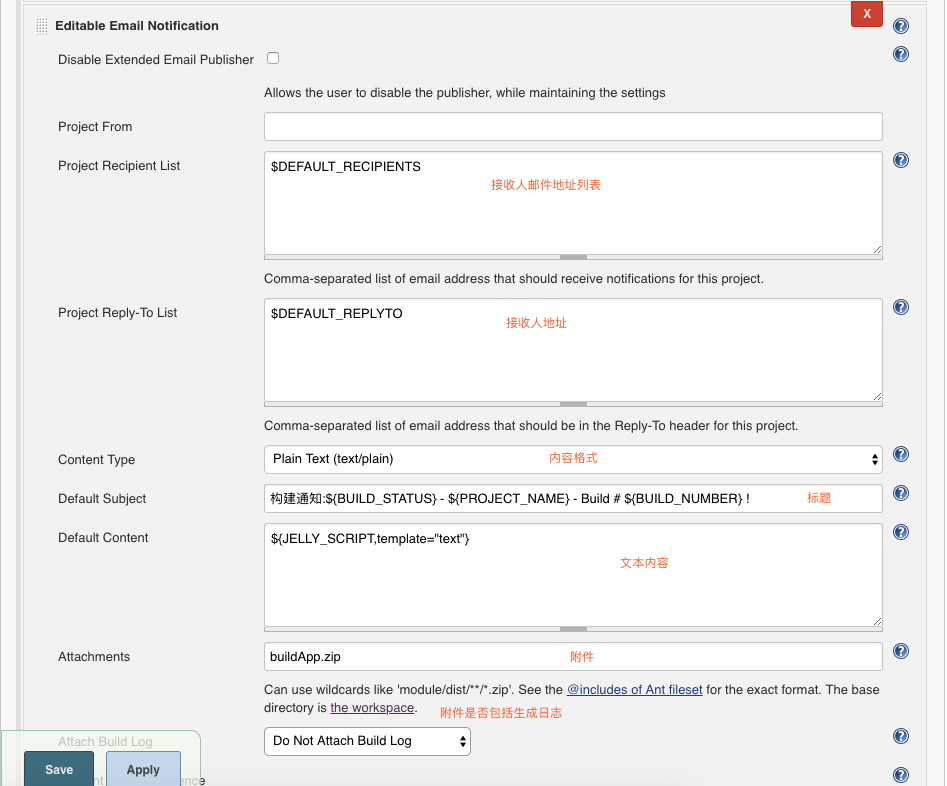 Editable Email Notification
X
Disable Extended Email Publisher
Allows the user to disable the publisher, while maintaining the settings
Project From
Project Recipient List
$DEFAULT_RECIPIENTS
接收人邮件地址列表
Comma-separated list of email address that should receive notifications for this project.
Project Reply-To List
$DEFAULT_REPLYTO
接收人地址
Comma-separated list of email address that should be in the Reply-To header for this project.
Content Type
Plain Text (text/plain)
内容格式
Default Subject
构建通知:${BUILD_STATUS} - ${PROJECT_NAME} - Build # ${BUILD_NUMBER} !
标题
Default Content
${JELLY_SCRIPT,template="text"}
文本内容
Attachments
buildApp.zip
附件
Can use wildcards like 'module/dist/**/*.zip'. See the @includes of Ant fileset for the exact format. The base
directory is the workspace.
附件是否包括生成日志
Attach Build Log
Do Not Attach Build Log
Save
Apply